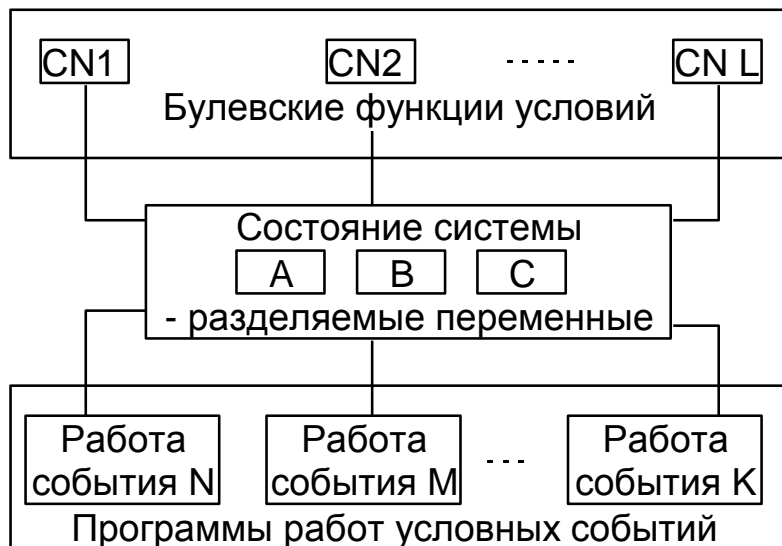 CN1 CN2 ----- CN L
Булевские функции условий
Состояние системы
A B C
- разделяемые переменные
Работа события N
Работа события M
---
Работа события K
Программы работ условных событий